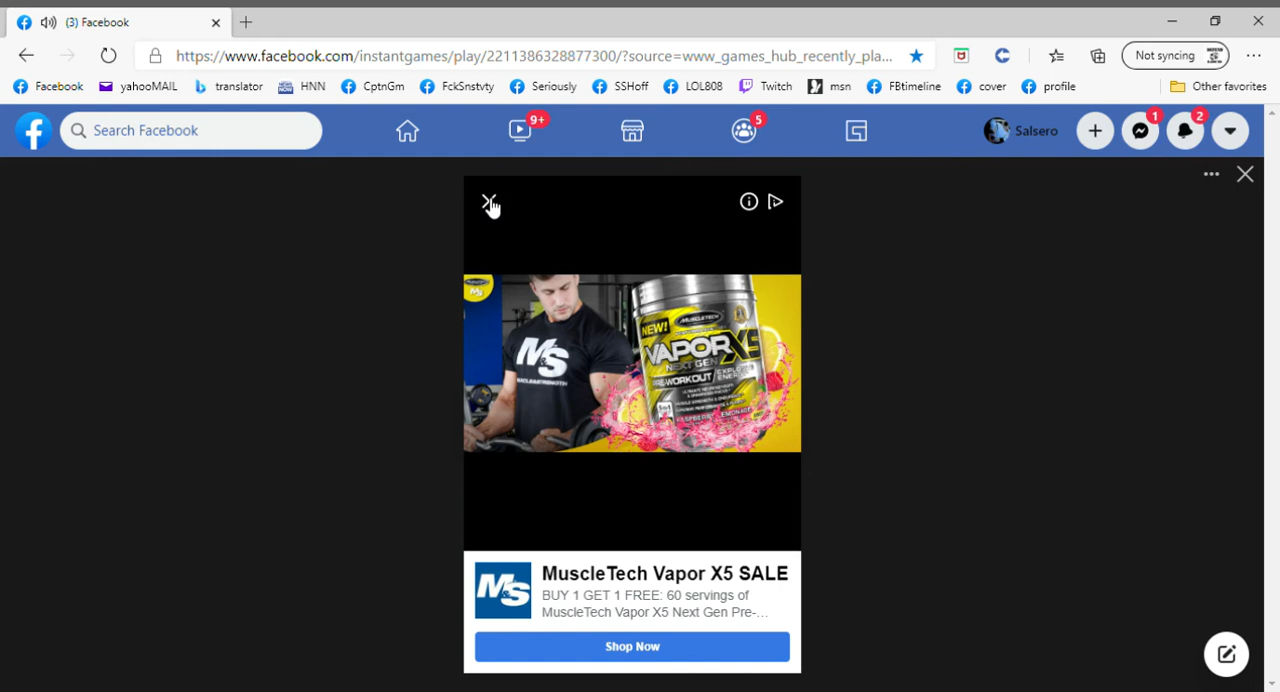 (3) Facebook
https://www.facebook.com/instantgames/play/2211386328877300/?source=www_games_hub_recently_pla...
Not syncing
Facebook yahooMAIL translator HNN CptnGm FckSnstvty Seriously SSHoff LOL808 Twitch msn FBtimeline cover profile Other favorites
Search Facebook
9+
5
Salsero
1
2
M&S
MUSCLETECH
NEW!
VAPOR X5
NEXT GEN
PRE-WORKOUT
M&S
MuscleTech Vapor X5 SALE
BUY 1 GET 1 FREE: 60 servings of
MuscleTech Vapor X5 Next Gen Pre-...
Shop Now